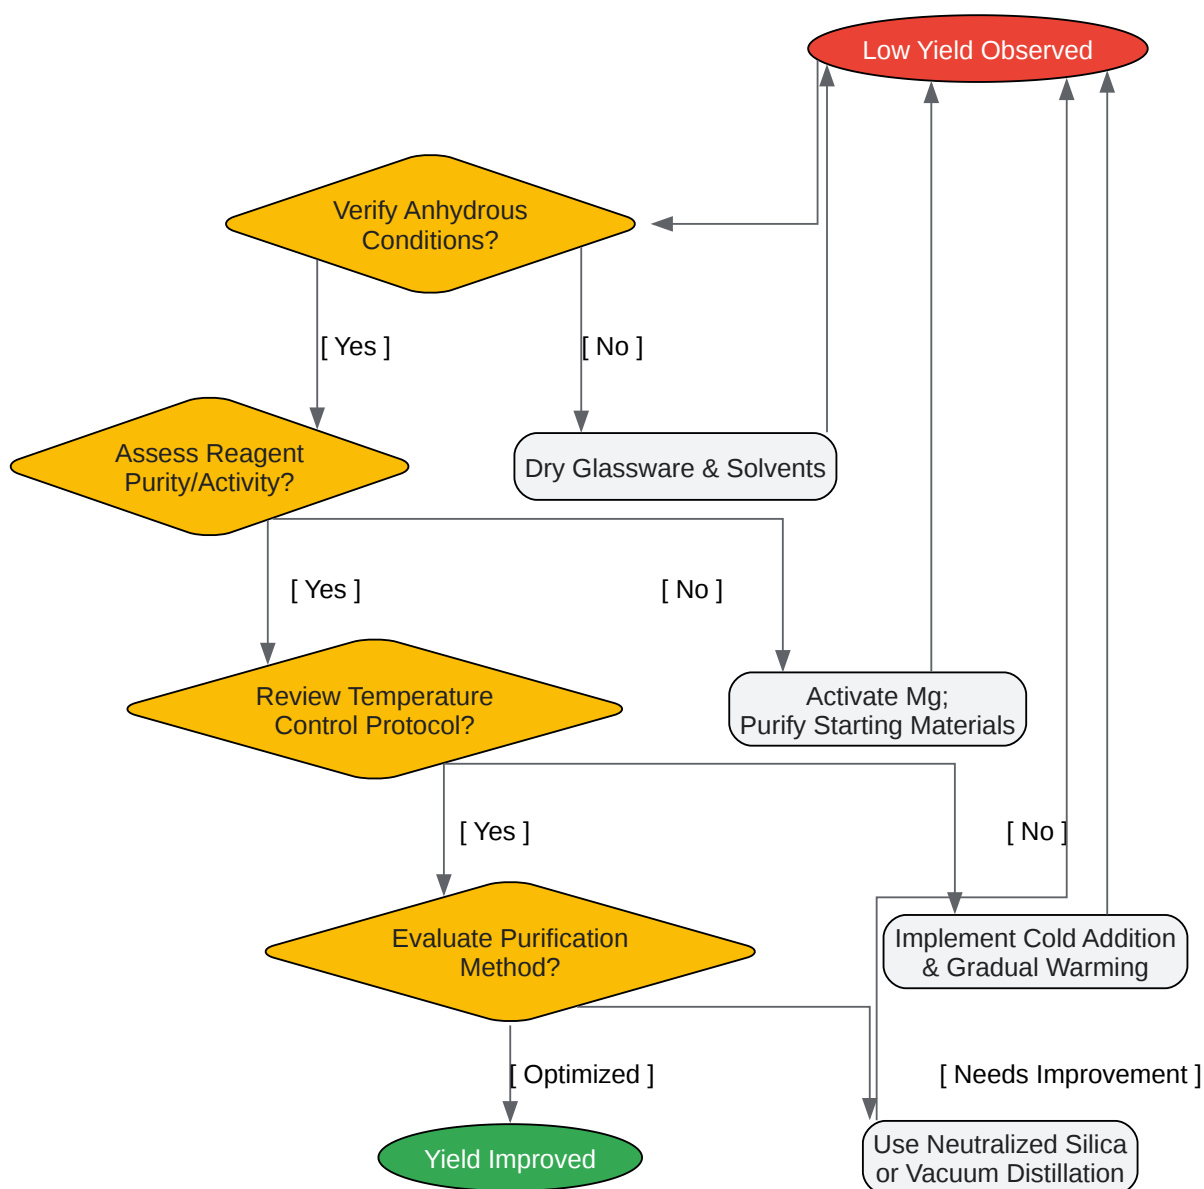 Low Yield Observed
Verify Anhydrous
Conditions?
[ Yes ]
[ No ]
Assess Reagent
Purity/Activity?
Dry Glassware & Solvents
[ Yes ]
[ No ]
Review Temperature
Control Protocol?
Activate Mg;
Purify Starting Materials
[ Yes ]
[ No ]
Evaluate Purification
Method?
Implement Cold Addition
& Gradual Warming
[ Optimized ]
[ Needs Improvement ]
Yield Improved
Use Neutralized Silica
or Vacuum Distillation